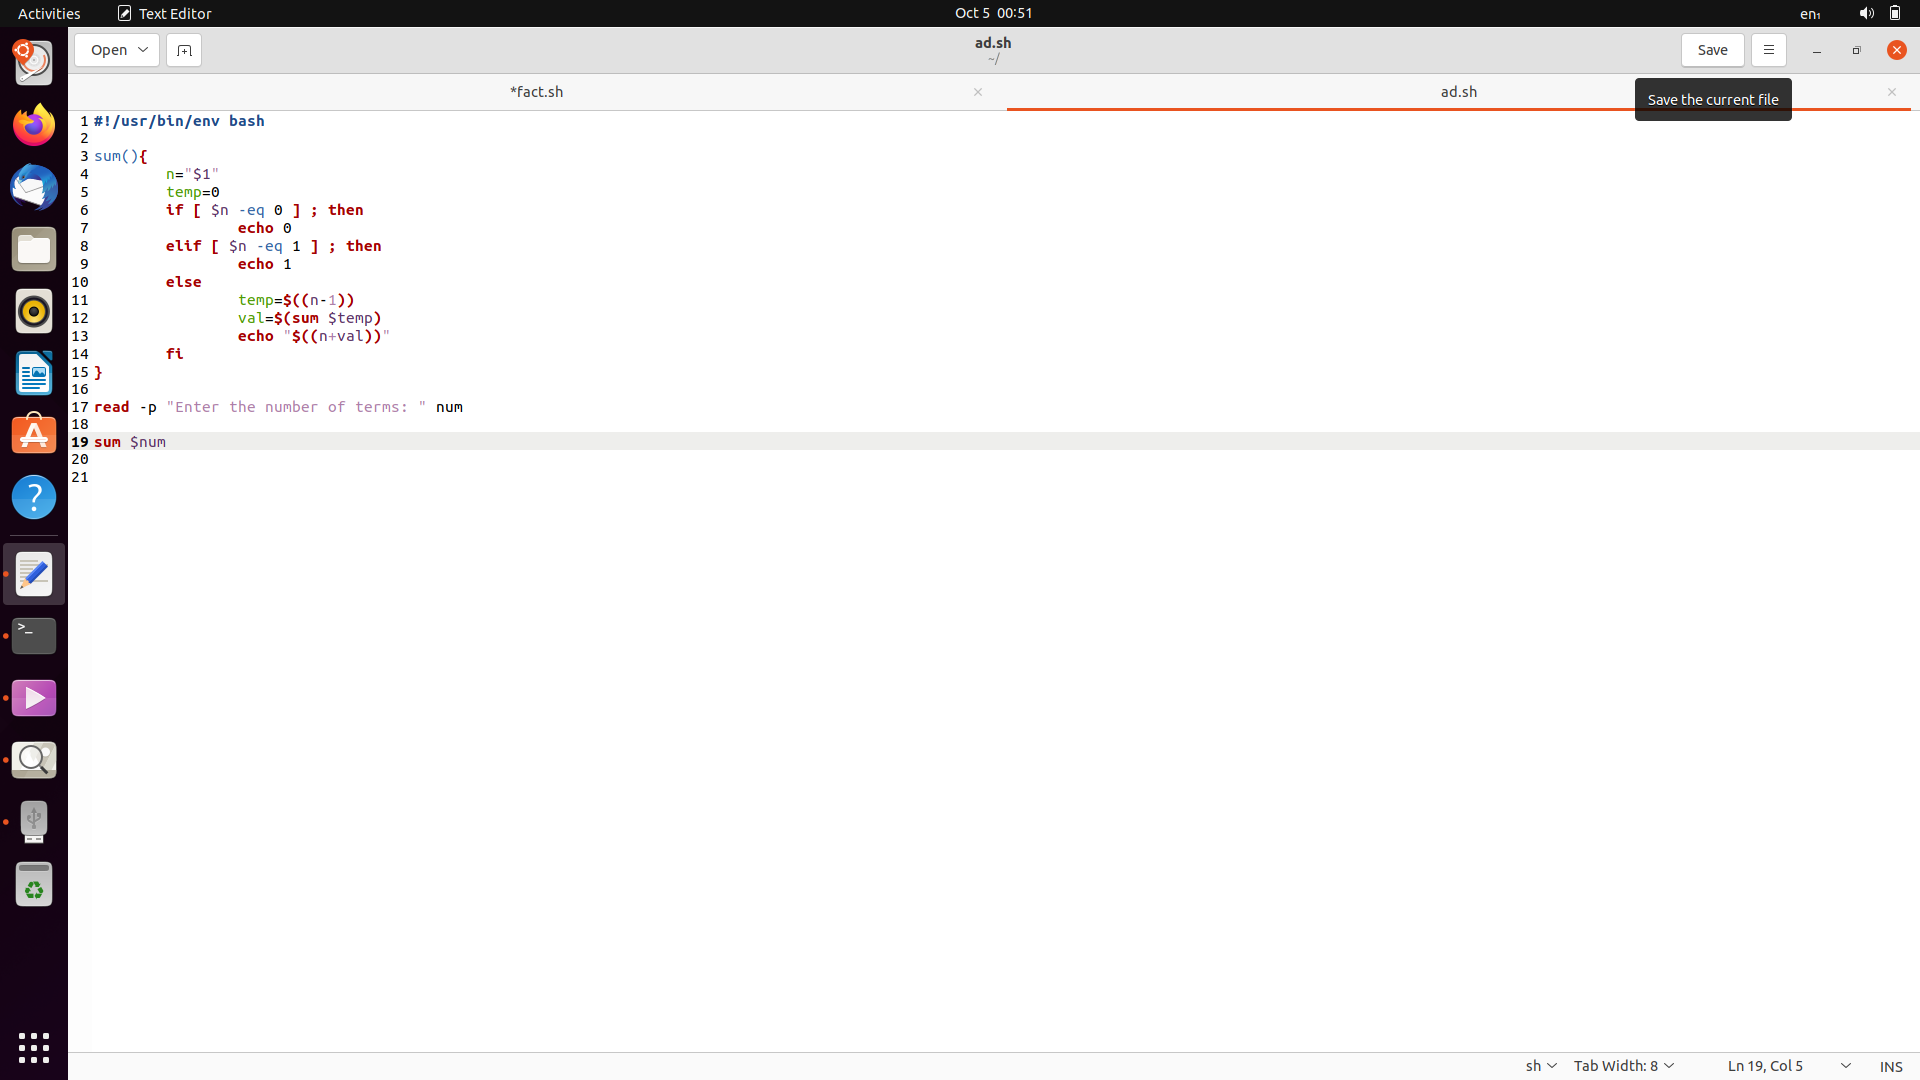 Activities Text Editor Oct 5 00:51 en₁
Open ad.sh Save
~/
*fact.sh ad.sh
Save the current file
1 #!/usr/bin/env bash
2
3 sum(){
4 n="$1"
5 temp=0
6 if [ $n -eq 0 ] ; then
7 echo 0
8 elif [ $n -eq 1 ] ; then
9 echo 1
10 else
11 temp=$((n-1))
12 val=$(sum $temp)
13 echo "$((n+val))"
14 fi
15 }
16
17 read -p "Enter the number of terms: " num
18
19 sum $num
20
21
sh Tab Width: 8 Ln 19, Col 5 INS